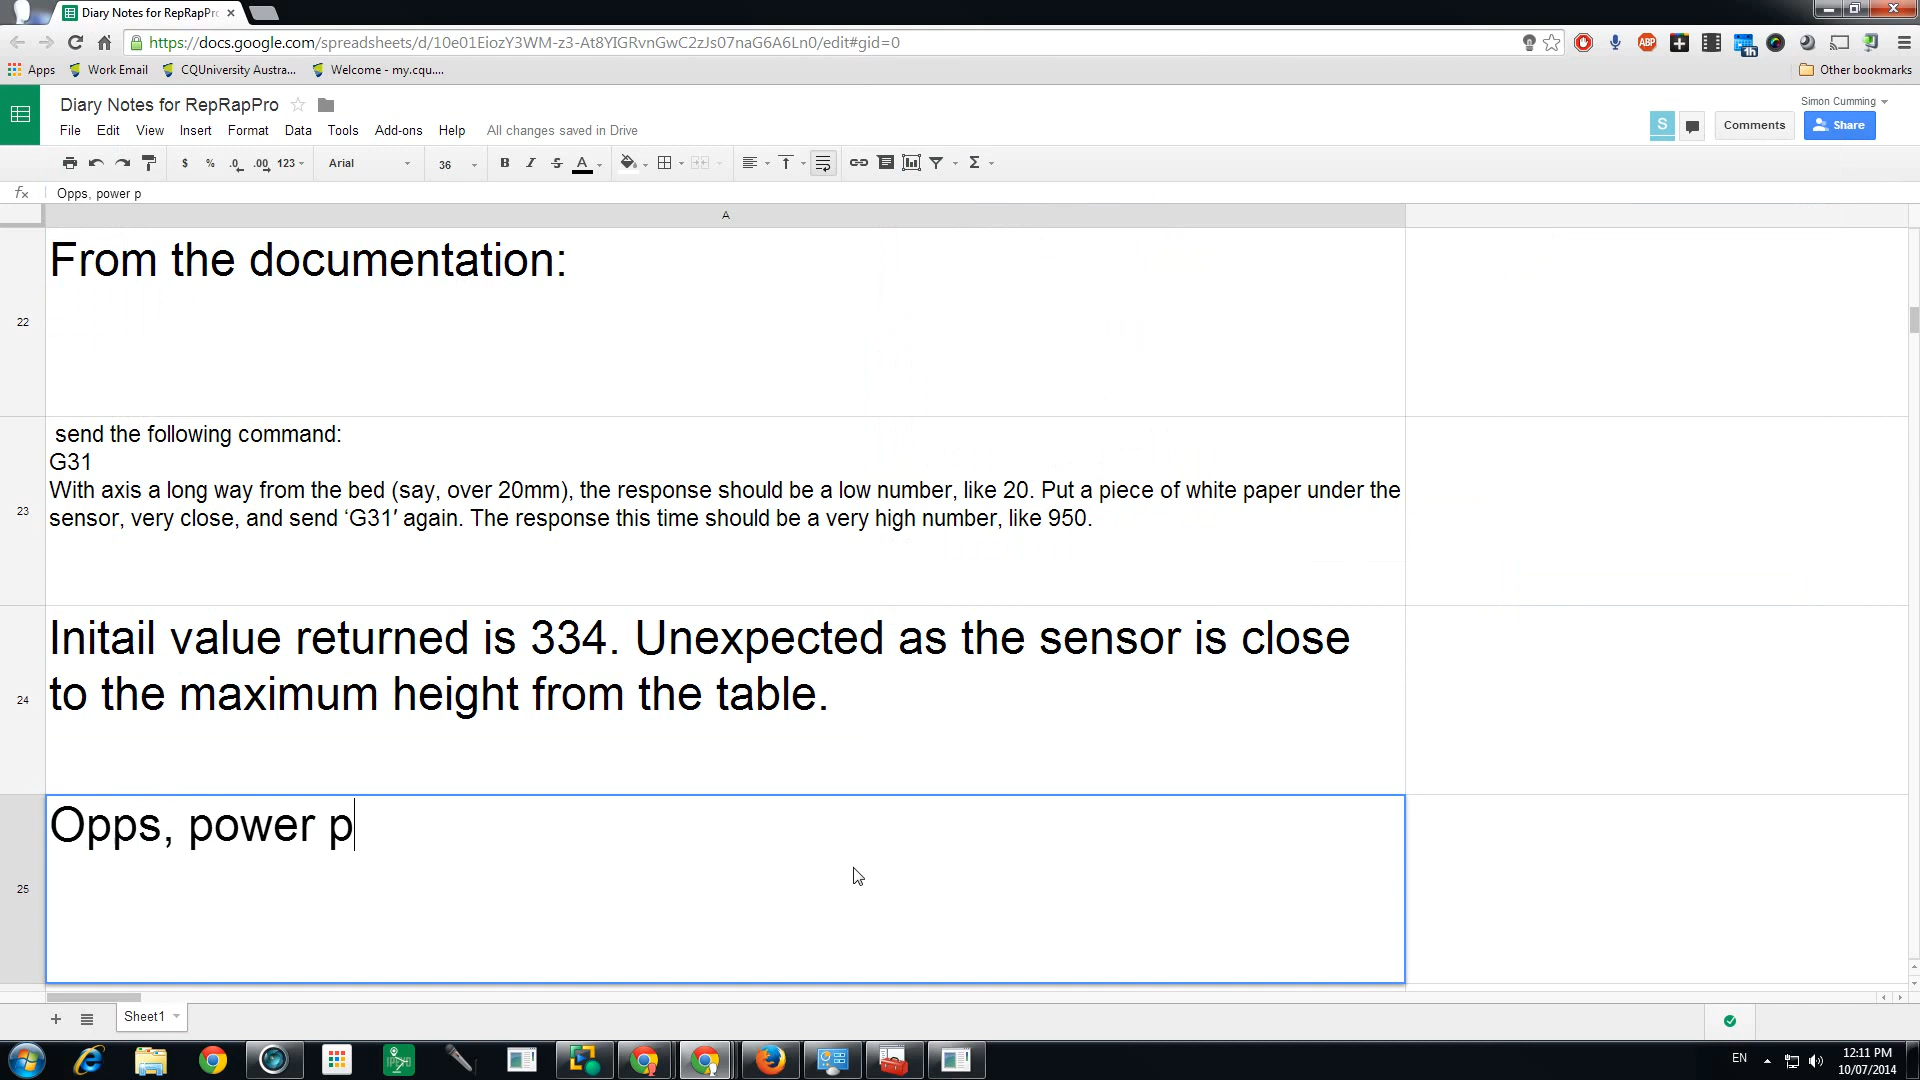 Diary Notes for RepRapPro
https://docs.google.com/spreadsheets/d/10e01EiozY3WM-z3-At8YIGRvnGwC2zJs07naG6A6Ln0/edit#gid=0
Apps Work Email CQUniversity Austra... Welcome - my.cqu.... Other bookmarks
Diary Notes for RepRapPro
Simon Cumming
File Edit View Insert Format Data Tools Add-ons Help All changes saved in Drive
S Comments Share
$ % .0 .00 123 Arial 36 B I S A Σ
fx Opps, power p
A
From the documentation:
22
send the following command:
G31
With axis a long way from the bed (say, over 20mm), the response should be a low number, like 20. Put a piece of white paper under the
23
sensor, very close, and send ‘G31′ again. The response this time should be a very high number, like 950.
Initail value returned is 334. Unexpected as the sensor is close
to the maximum height from the table.
24
Opps, power p
25
Sheet1
EN
12:11 PM
10/07/2014